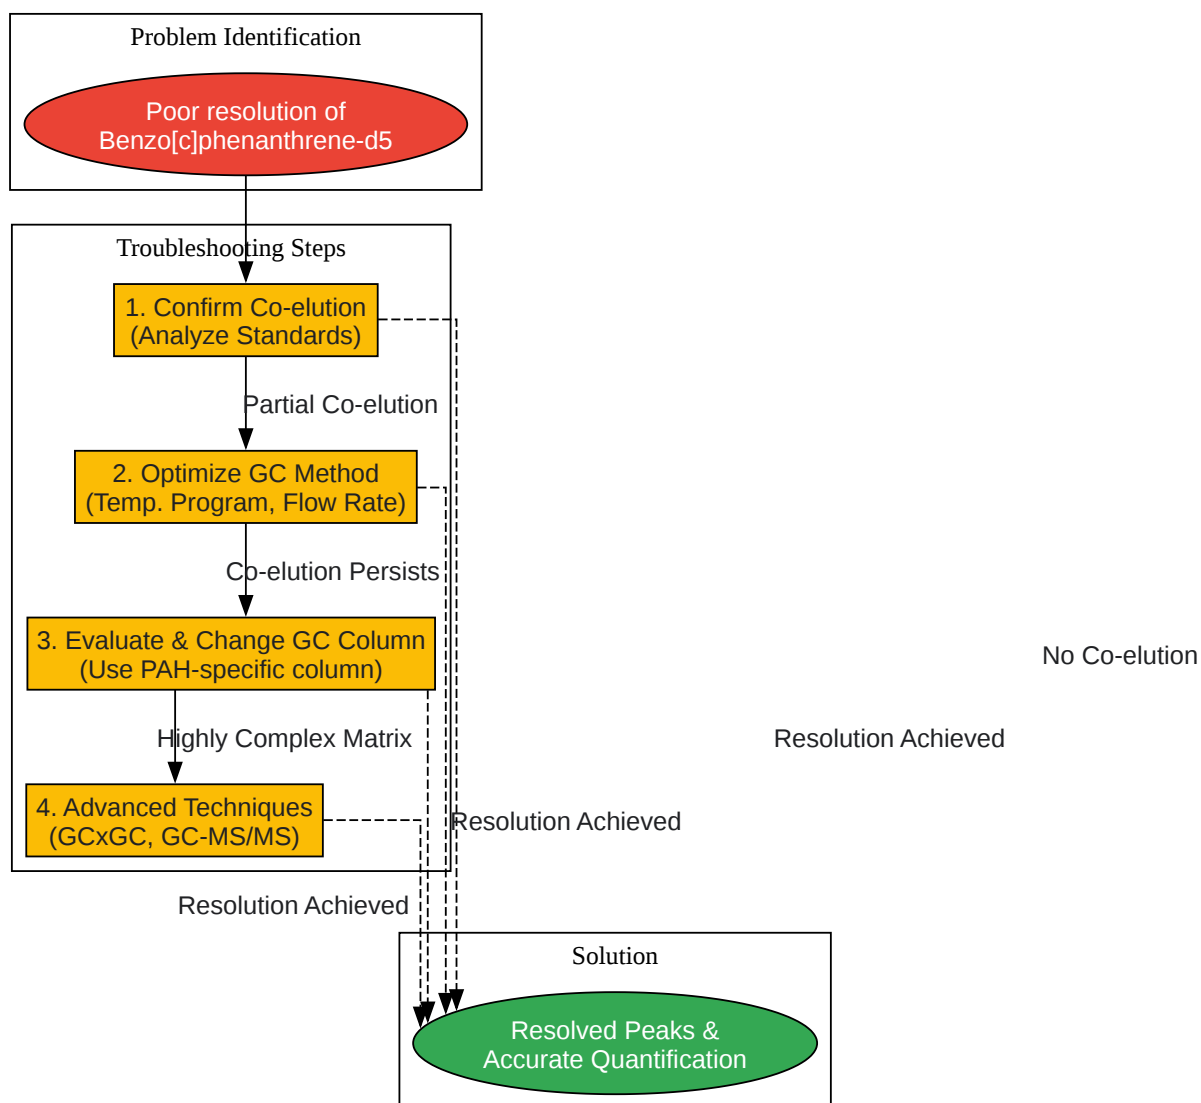 Problem Identification
Poor resolution of
Benzo[c]phenanthrene-d5
Troubleshooting Steps
1. Confirm Co-elution
(Analyze Standards)
Partial Co-elution
2. Optimize GC Method
(Temp. Program, Flow Rate)
Co-elution Persists
3. Evaluate & Change GC Column
(Use PAH-specific column)
No Co-elution
Highly Complex Matrix
Resolution Achieved
4. Advanced Techniques
(GCxGC, GC-MS/MS)
Resolution Achieved
Resolution Achieved
Solution
Resolved Peaks &
Accurate Quantification